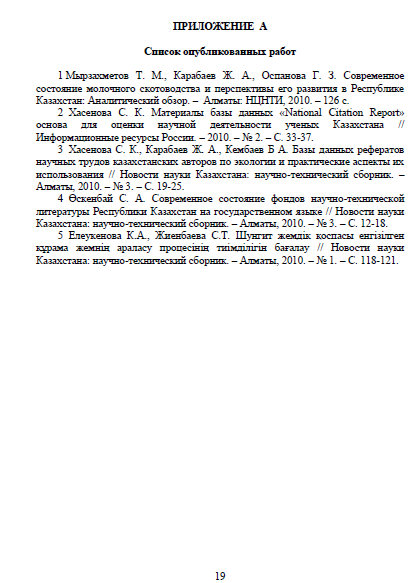 ПРИЛОЖЕНИЕ А
Список опубликованных работ
1 Мырзахметов Т. М., Карабаев Ж. А., Оспанова Г. З. Современное
состояние молочного скотоводства и перспективы его развития в Республике
Казахстан: Аналитический обзор. – Алматы: НЦНТИ, 2010. – 126 с.
2 Хасенова С. К. Материалы базы данных «National Citation Report»
основа для оценки научной деятельности ученых Казахстана //
Информационные ресурсы России. – 2010. – № 2. – С. 33-37.
3 Хасенова С. К., Карабаев Ж. А., Кембаев Б А. Базы данных рефератов
научных трудов казахстанских авторов по экологии и практические аспекты их
использования // Новости науки Казахстана: научно-технический сборник. –
Алматы, 2010. – № 3. – С. 19-25.
4 Өскенбай С. А. Современное состояние фондов научно-технической
литературы Республики Казахстан на государственном языке // Новости науки
Казахстана: научно-технический сборник. – Алматы, 2010. – № 3. – С. 12-18.
5 Елеукенова К.А., Жиенбаева С.Т. Шунгит жемдік қоспасы енгізілген
құрама жемнің араласу процесінің тиімділігін бағалау // Новости науки
Казахстана: научно-технический сборник. – Алматы, 2010. – № 1. – С. 118-121.
19